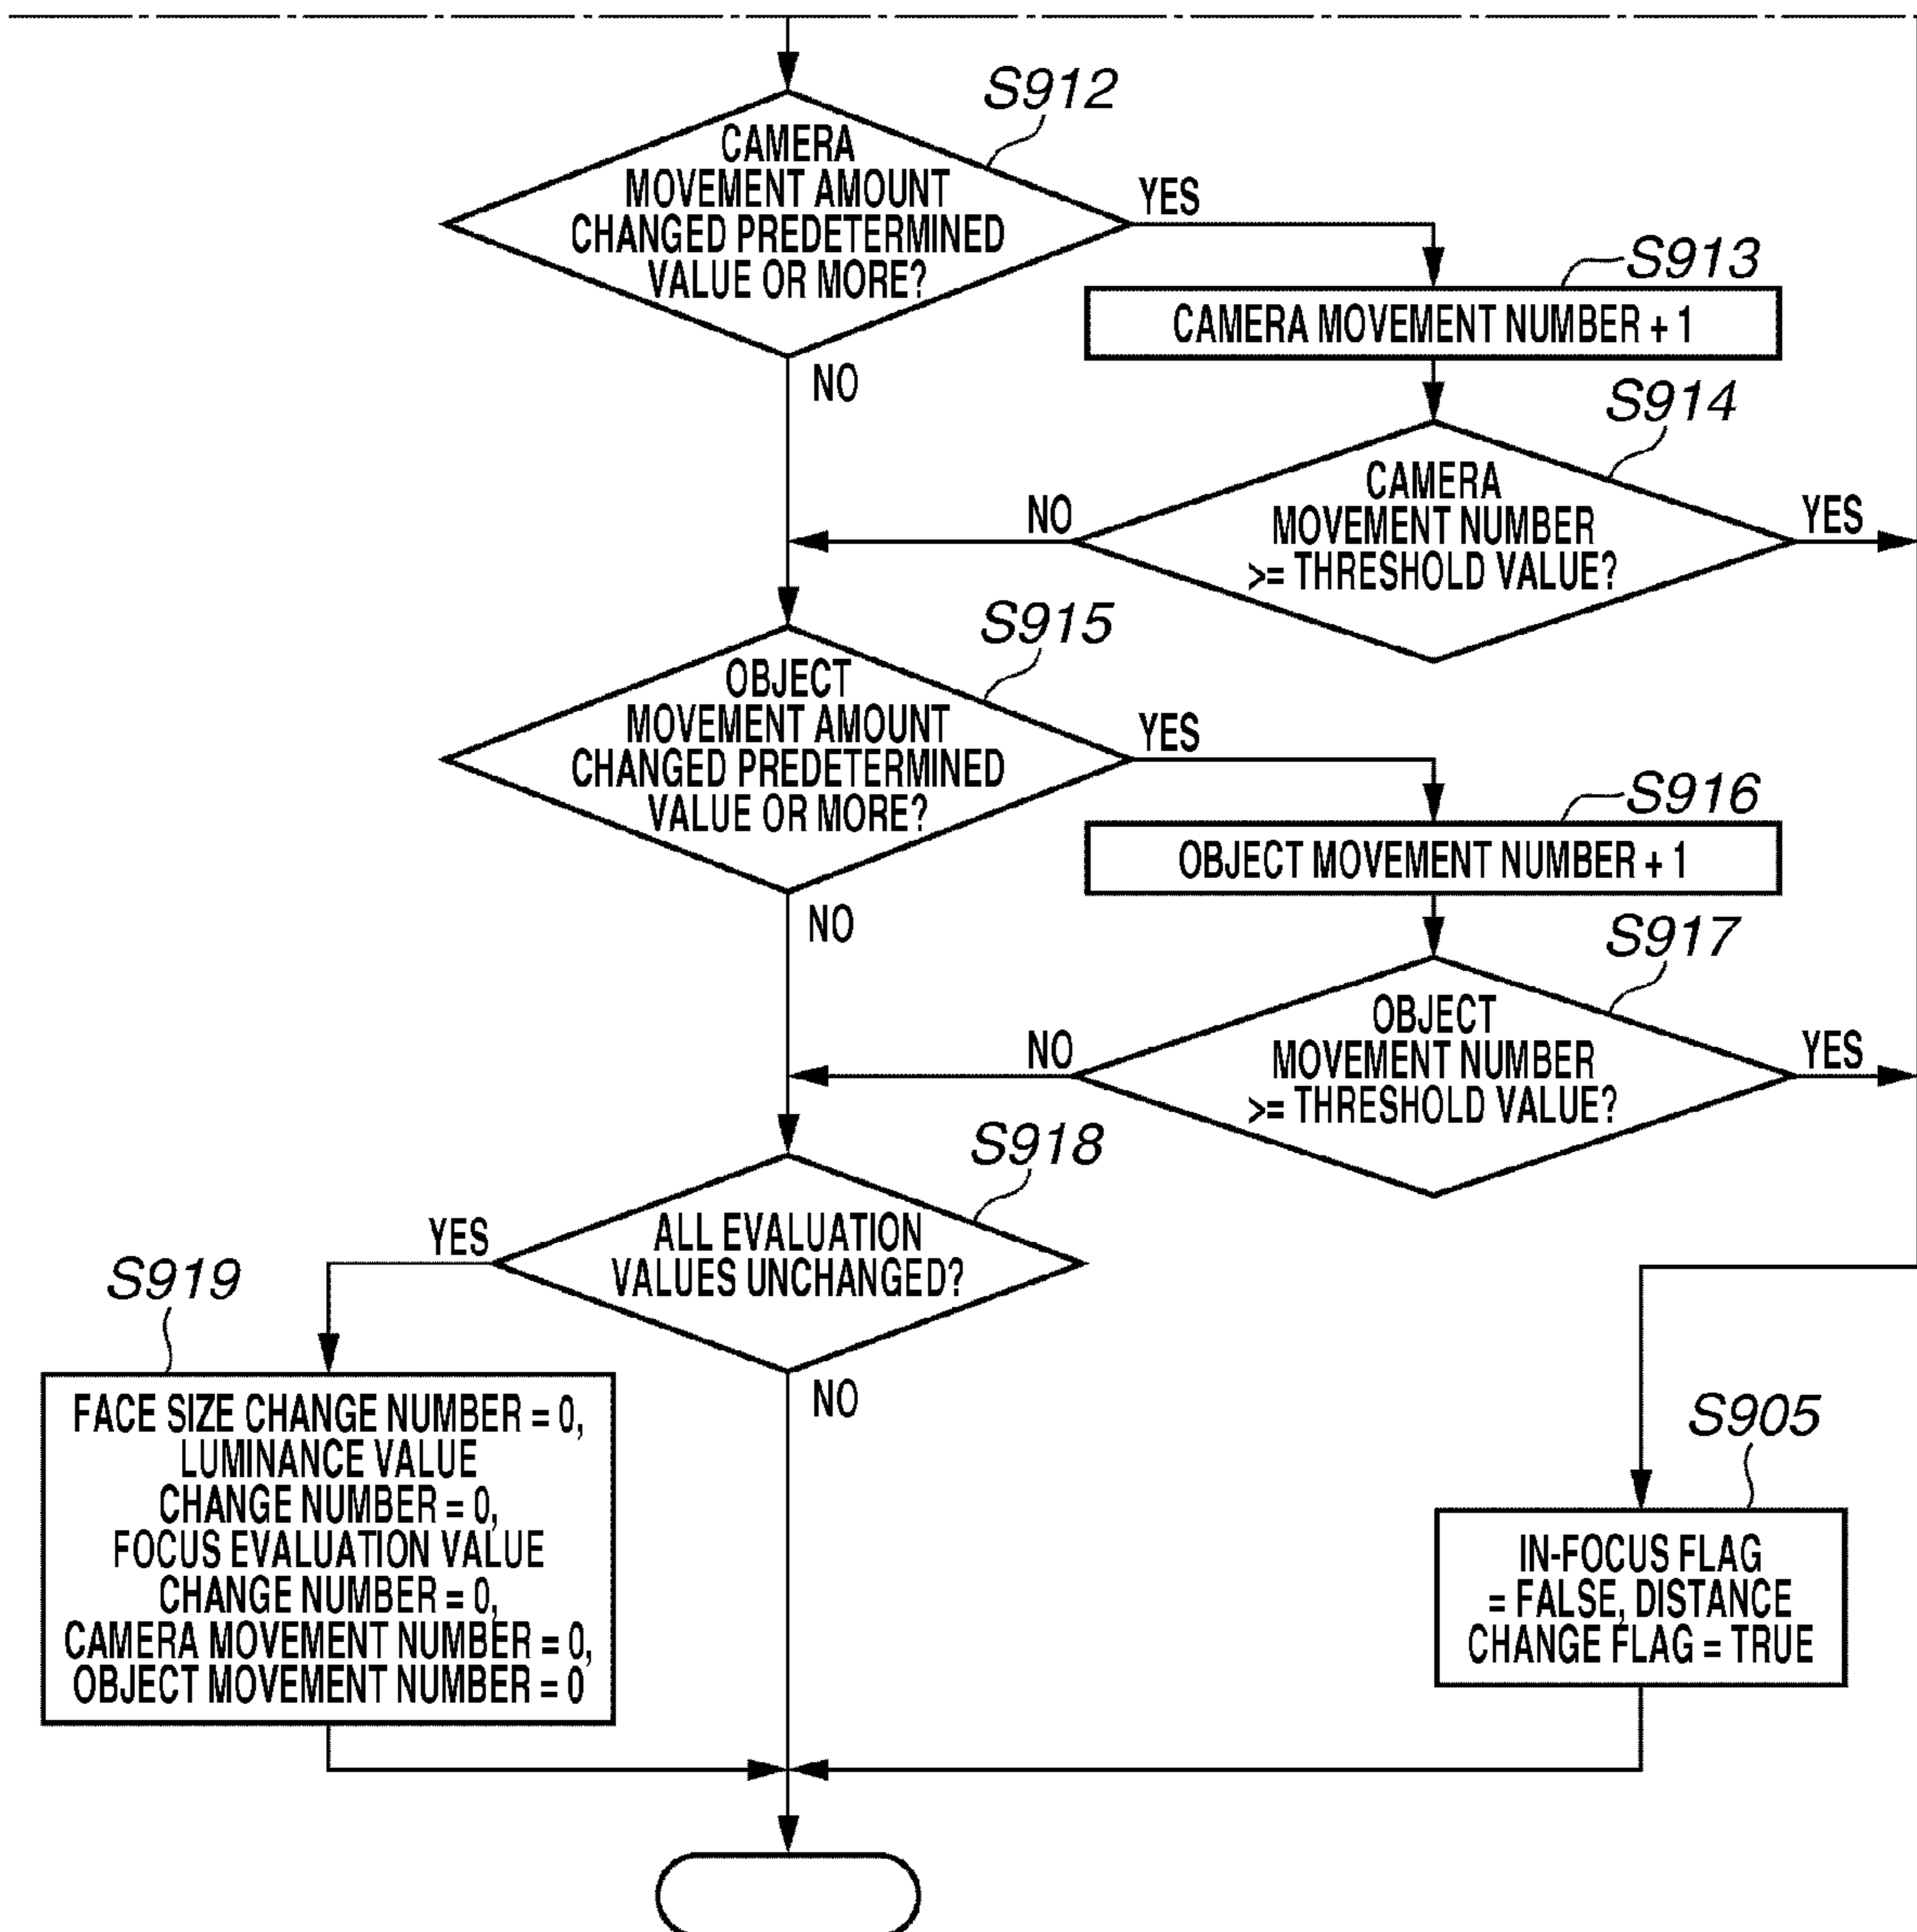 S912
CAMERA
MOVEMENT AMOUNT
CHANGED PREDETERMINED
VALUE OR MORE?
YES
NO
S913
CAMERA MOVEMENT NUMBER + 1
S914
CAMERA
MOVEMENT NUMBER
>= THRESHOLD VALUE?
NO
YES
S915
OBJECT
MOVEMENT AMOUNT
CHANGED PREDETERMINED
VALUE OR MORE?
YES
NO
S916
OBJECT MOVEMENT NUMBER + 1
S917
OBJECT
MOVEMENT NUMBER
>= THRESHOLD VALUE?
NO
YES
S918
ALL EVALUATION
VALUES UNCHANGED?
YES
NO
S919
FACE SIZE CHANGE NUMBER = 0,
LUMINANCE VALUE
CHANGE NUMBER = 0,
FOCUS EVALUATION VALUE
CHANGE NUMBER = 0,
CAMERA MOVEMENT NUMBER = 0,
OBJECT MOVEMENT NUMBER = 0
S905
IN-FOCUS FLAG
= FALSE, DISTANCE
CHANGE FLAG = TRUE